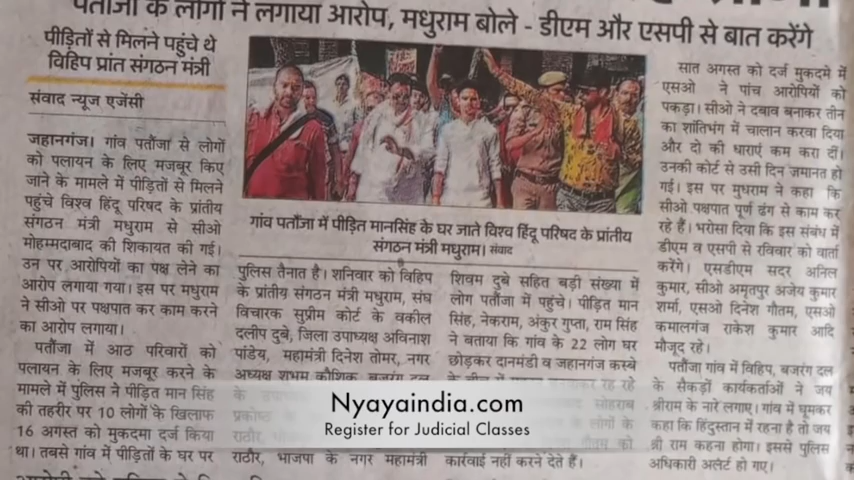 पतौजा के लोगों ने लगाया आरोप, मधुराम बोले - डीएम और एसपी से बात करेंगे
पीड़ितों से मिलने पहुंचे थे
विहिप प्रांत संगठन मंत्री
संवाद न्यूज एजेंसी
जहानगंज। गांव पतौंजा से लोगों
को पलायन के लिए मजबूर किए
जाने के मामले में पीड़ितों से मिलने
पहुंचे विश्व हिंदू परिषद के प्रांतीय
संगठन मंत्री मधुराम से सीओ
मोहम्मदाबाद की शिकायत की गई।
उन पर आरोपियों का पक्ष लेने का
आरोप लगाया गया। इस पर मधुराम
ने सीओ पर पक्षपात कर काम करने
का आरोप लगाया।
पतौंजा में आठ परिवारों को
पलायन के लिए मजबूर करने के
मामले में पुलिस ने पीड़ित मान सिंह
की तहरीर पर 10 लोगों के खिलाफ
16 अगस्त को मुकदमा दर्ज किया
था। तबसे गांव में पीड़ितों के घर पर
गांव पतौंजा में पीड़ित मानसिंह के घर जाते विश्व हिंदू परिषद के प्रांतीय
संगठन मंत्री मधुराम। संवाद
पुलिस तैनात है। शनिवार को विहिप
के प्रांतीय संगठन मंत्री मधुराम, संघ
विचारक सुप्रीम कोर्ट के वकील
दलीप दुबे, जिला उपाध्यक्ष अविनाश
पांडेय, महामंत्री दिनेश तोमर, नगर
अध्यक्ष शुभम कौशिक, बजरंग दल
राठौर, भाजपा के नगर महामंत्री
शिवम दुबे सहित बड़ी संख्या में
लोग पतौंजा में पहुंचे। पीड़ित मान
सिंह, नेकराम, अंकुर गुप्ता, राम सिंह
ने बताया कि गांव के 22 लोग घर
छोड़कर दानमंडी व जहानगंज कस्बे
रह रहे
सोहराब
के लोगों के
गौतम को
कार्रवाई नहीं करने देते हैं।
सात अगस्त को दर्ज मुकदमे में
एसओ ने पांच आरोपियों को
पकड़ा। सीओ ने दबाव बनाकर तीन
का शांतिभंग में चालान करवा दिया
और दो की धाराएं कम करा दीं।
उनकी कोर्ट से उसी दिन जमानत हो
गई। इस पर मुधराम ने कहा कि
सीओ पक्षपात पूर्ण ढंग से काम कर
रहे हैं। भरोसा दिया कि इस संबंध में
डीएम व एसपी से रविवार को वार्ता
करेंगे। एसडीएम सदर अनिल
कुमार, सीओ अमृतपुर अजेय कुमार
शर्मा, एसओ दिनेश गौतम, एसओ
कमालगंज राकेश कुमार आदि
मौजूद रहे।
पतौंजा गांव में विहिप, बजरंग दल
के सैकड़ों कार्यकर्ताओं ने जय
श्रीराम के नारे लगाए। गांव में घूमकर
कहा कि हिंदुस्तान में रहना है तो जय
श्री राम कहना होगा। इससे पुलिस
अधिकारी अलर्ट हो गए।
Nyayaindia.com
Register for Judicial Classes